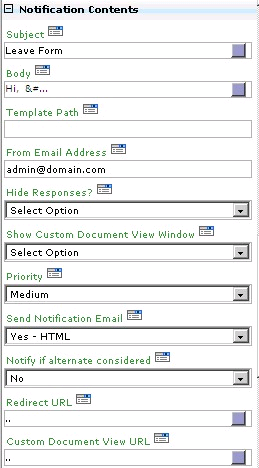 Notification Contents
Subject
Leave Form
Body
Hi, &=...
Template Path
From Email Address
admin@domain.com
Hide Responses?
Select Option
Show Custom Document View Window
Select Option
Priority
Medium
Send Notification Email
Yes - HTML
Notify if alternate considered
No
Redirect URL
..
Custom Document View URL
..